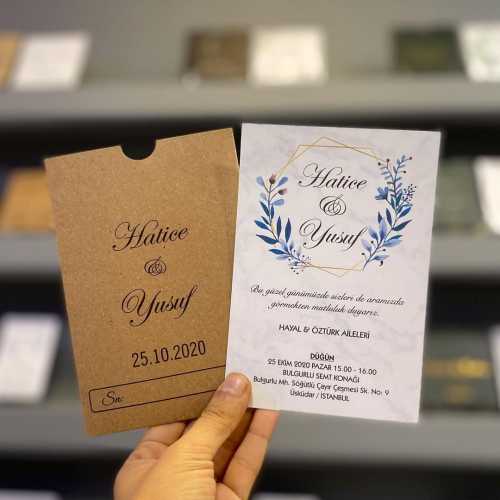 Hatice
&
Yusuf
25.10.2020
Sn:
Hatice
&
Yusuf
Bu güzel günümüzde sizleri de aramızda
görmekten mutluluk duyarız.
HAYAL & ÖZTÜRK AİLELERİ
DÜĞÜN
25 EKİM 2020 PAZAR 15.00 - 16.00
BULGURLU SEMT KONAĞI
Bulgurlu Mh. Söğütlü Çayır Çeşmesi Sk. No: 9
Üsküdar / İSTANBUL